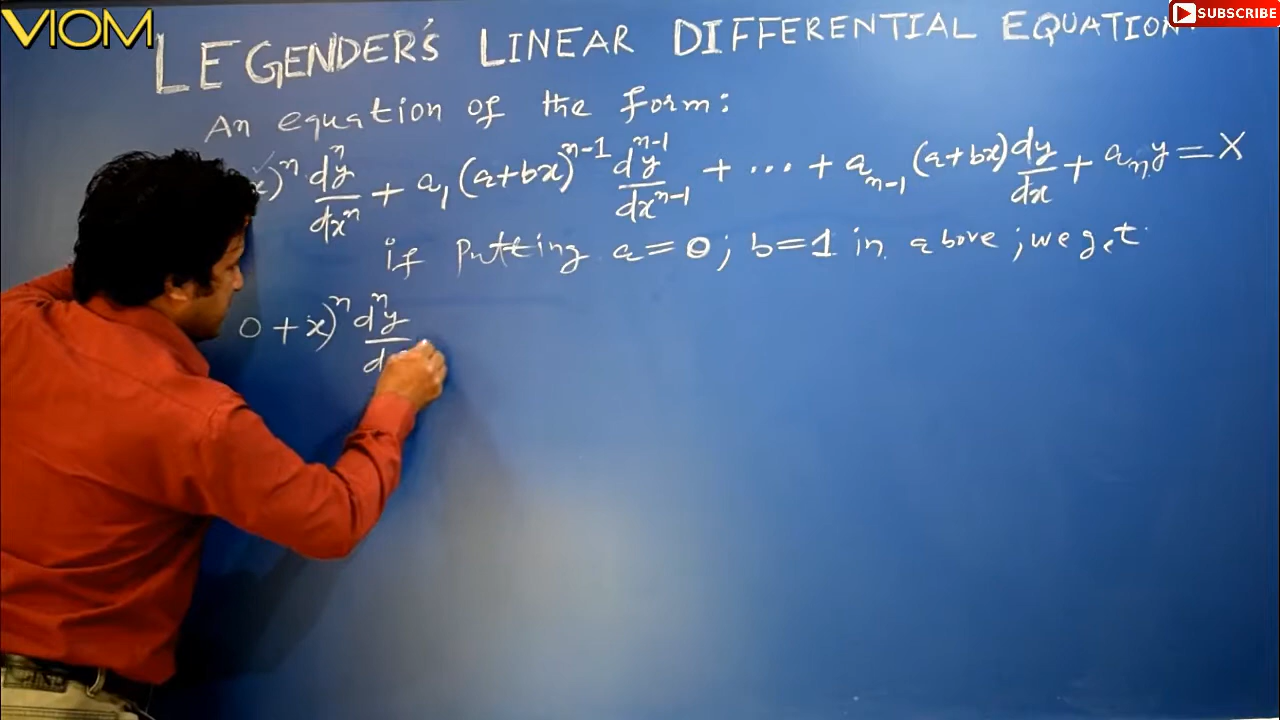 VIOM
SUBSCRIBE
LEGENDER'S LINEAR DIFFERENTIAL EQUATION:
An equation of the form:
x)ⁿ dⁿy/dxⁿ + a₁ (a+bx)ⁿ⁻¹ dⁿ⁻¹y/dxⁿ⁻¹ + ... + aₙ₋₁ (a+bx) dy/dx + aₙy = X
if putting a=0; b=1 in above; we get
0 + x)ⁿ dⁿy/d